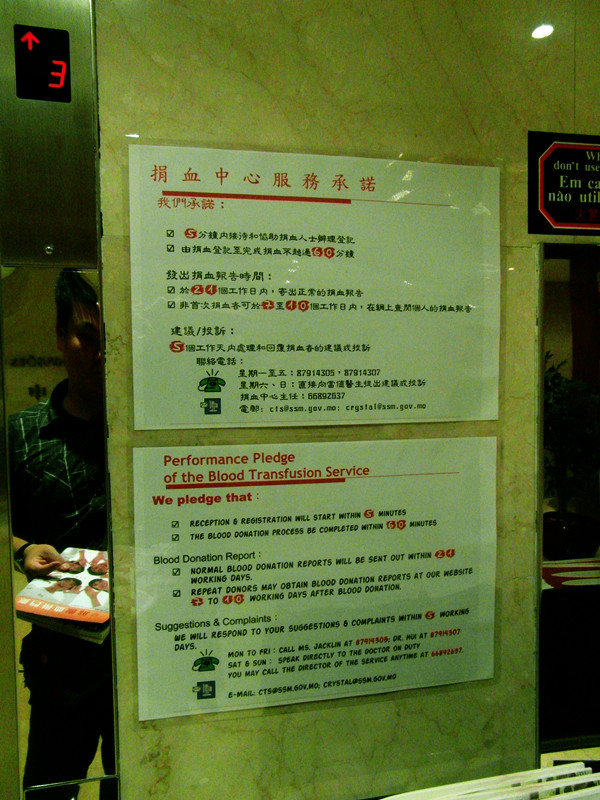 3
捐血中心服務承諾
我們承諾：
☑ 5分鐘內接待和協助捐血人士辦理登記
☑ 由捐血登記至完成捐血不超過60分鐘
發出捐血報告時間：
☑ 於21個工作日內，寄出正常的捐血報告
☑ 非首次捐血者可於7至10個工作日內，在網上查閱個人的捐血報告
建議/投訴：
5個工作天內處理和回覆捐血者的建議或投訴
聯絡電話：
星期一至五：87914305，87914307
星期六、日：直接向當值醫生提出建議或投訴
捐血中心主任：66892637
電郵：cts@ssm.gov.mo; crystal@ssm.gov.mo
Performance Pledge
of the Blood Transfusion Service
We pledge that：
☑ RECEPTION & REGISTRATION WILL START WITHIN 5 MINUTES
☑ THE BLOOD DONATION PROCESS BE COMPLETED WITHIN 60 MINUTES
Blood Donation Report：
☑ NORMAL BLOOD DONATION REPORTS WILL BE SENT OUT WITHIN 21
WORKING DAYS.
☑ REPEAT DONORS MAY OBTAIN BLOOD DONATION REPORTS AT OUR WEBSITE
7 TO 10 WORKING DAYS AFTER BLOOD DONATION.
Suggestions & Complaints：
WE WILL RESPOND TO YOUR SUGGESTIONS & COMPLAINTS WITHIN 5 WORKING
DAYS.
MON TO FRI：CALL MS. JACKLIN AT 87914305; DR. HUI AT 87914307
SAT & SUN：SPEAK DIRECTLY TO THE DOCTOR ON DUTY
YOU MAY CALL THE DIRECTOR OF THE SERVICE ANYTIME AT 66892637.
E-MAIL: CTS@SSM.GOV.MO; CRYSTAL@SSM.GOV.MO
don't use
Em ca
não util